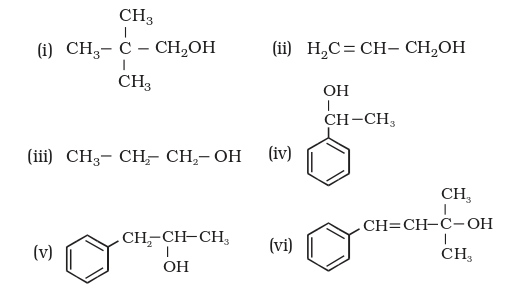 CH₃
(i) CH₃— C — CH₂OH (ii) H₂C = CH— CH₂OH
CH₃
OH
CH —CH₃
(iii) CH₃— CH₂— CH₂— OH (iv)
CH₃
(v) CH₂—CH—CH₃ (vi) CH=CH—C—OH
OH CH₃